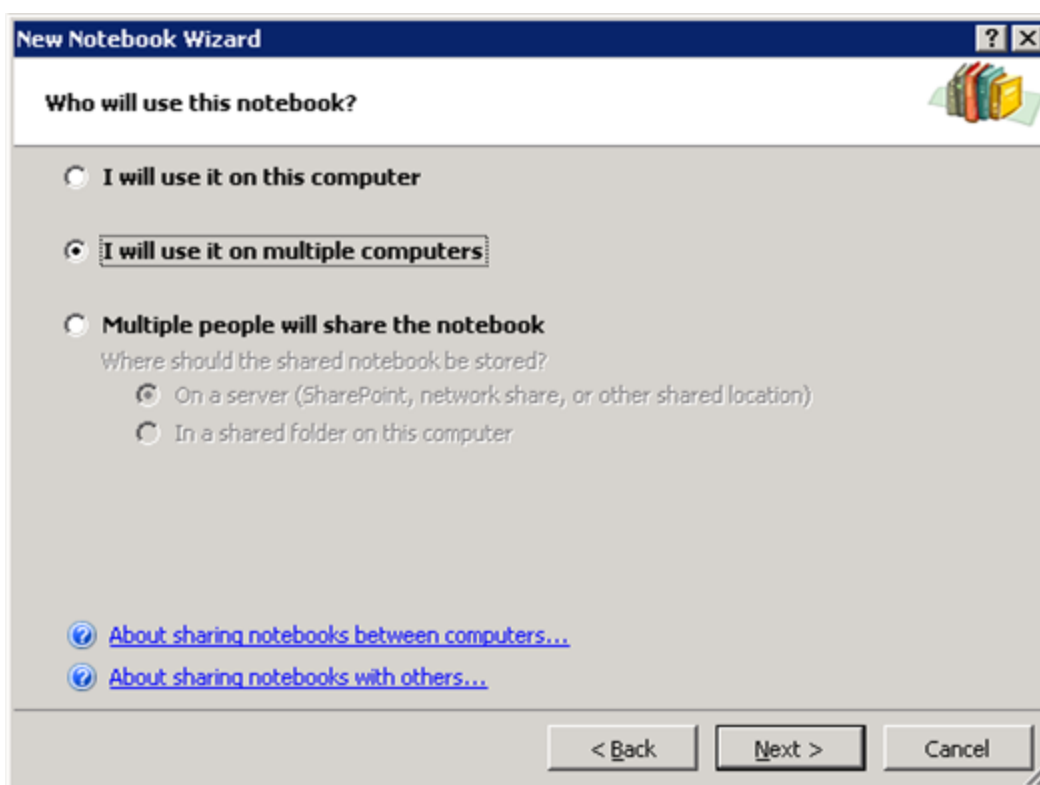 New Notebook Wizard
Who will use this notebook?
I will use it on this computer
I will use it on multiple computers
Multiple people will share the notebook
Where should the shared notebook be stored?
On a server (SharePoint, network share, or other shared location)
In a shared folder on this computer
About sharing notebooks between computers...
About sharing notebooks with others...
< Back Next > Cancel